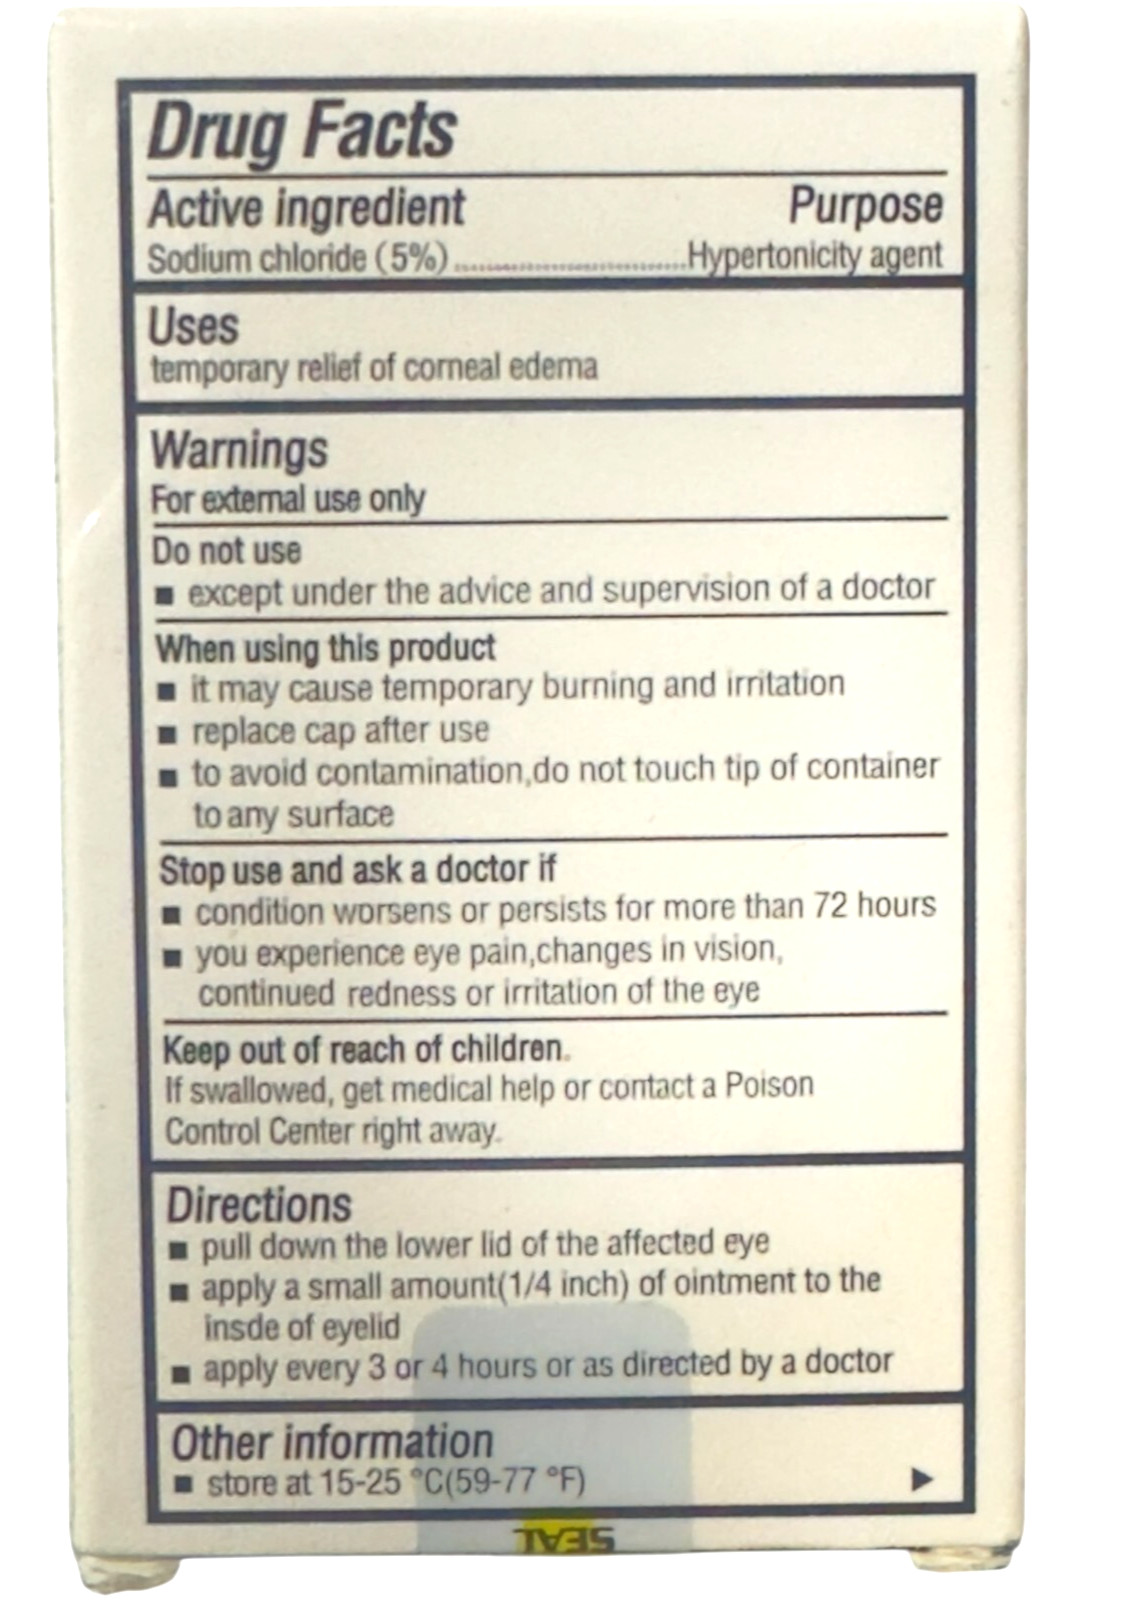 Drug Facts
Active ingredient Purpose
Sodium chloride (5%)..............................Hypertonicity agent
Uses
temporary relief of corneal edema
Warnings
For external use only
Do not use
■ except under the advice and supervision of a doctor
When using this product
■ it may cause temporary burning and irritation
■ replace cap after use
■ to avoid contamination,do not touch tip of container
to any surface
Stop use and ask a doctor if
■ condition worsens or persists for more than 72 hours
■ you experience eye pain,changes in vision,
continued redness or irritation of the eye
Keep out of reach of children.
If swallowed, get medical help or contact a Poison
Control Center right away.
Directions
■ pull down the lower lid of the affected eye
■ apply a small amount(1/4 inch) of ointment to the
insde of eyelid
■ apply every 3 or 4 hours or as directed by a doctor
Other information
■ store at 15-25 °C(59-77 °F) ►
SEAL